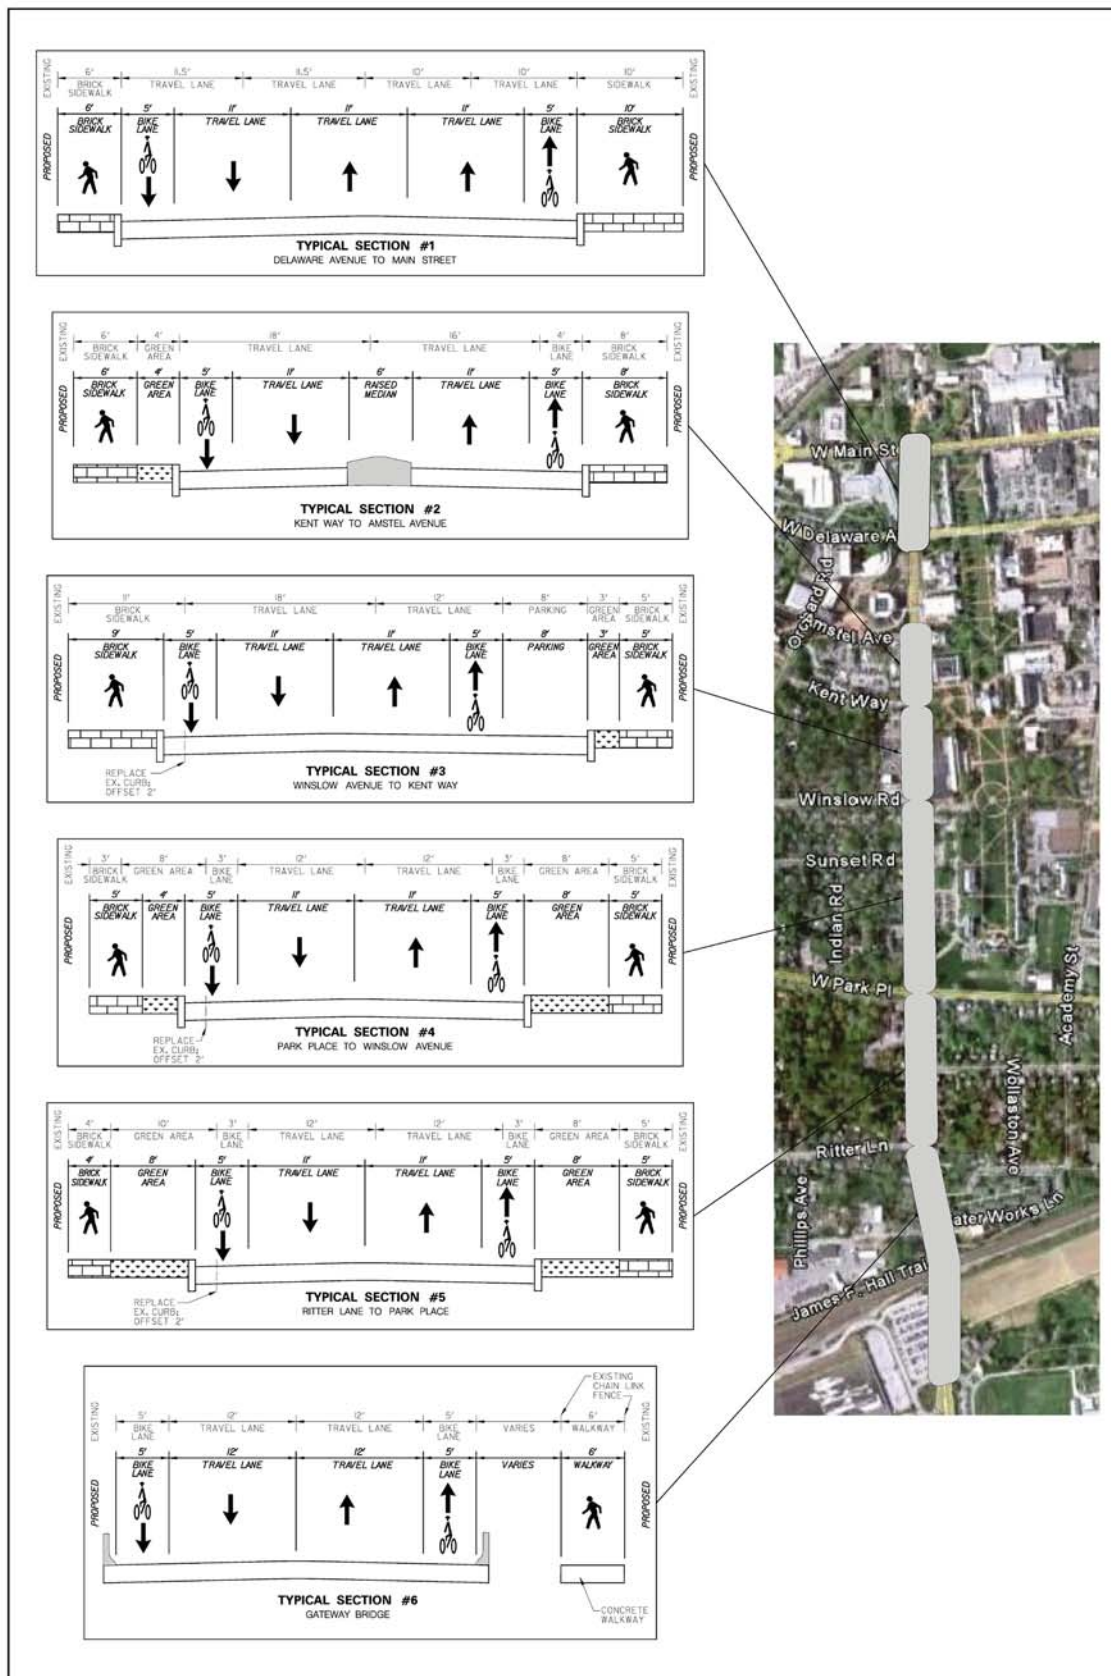 EXISTING
6' 11.5' 11.5' 10' 10' 10'
BRICK SIDEWALK TRAVEL LANE TRAVEL LANE TRAVEL LANE TRAVEL LANE SIDEWALK
PROPOSED
6' 5' 11' 11' 11' 5' 10'
BRICK SIDEWALK BIKE LANE TRAVEL LANE TRAVEL LANE TRAVEL LANE BIKE LANE BRICK SIDEWALK
TYPICAL SECTION #1
DELAWARE AVENUE TO MAIN STREET
EXISTING EXISTING
6' 4' 18' 16' 4' 8'
BRICK SIDEWALK GREEN AREA TRAVEL LANE TRAVEL LANE BIKE LANE BRICK SIDEWALK
PROPOSED PROPOSED
6' 4' 5' 11' 6' 11' 5' 8'
BRICK SIDEWALK GREEN AREA BIKE LANE TRAVEL LANE RAISED MEDIAN TRAVEL LANE BIKE LANE BRICK SIDEWALK
TYPICAL SECTION #2
KENT WAY TO AMSTEL AVENUE
EXISTING EXISTING
11' 18' 12' 8' 3' 5'
BRICK SIDEWALK TRAVEL LANE TRAVEL LANE PARKING GREEN AREA BRICK SIDEWALK
PROPOSED PROPOSED
9' 5' 11' 11' 5' 8' 3' 5'
BRICK SIDEWALK BIKE LANE TRAVEL LANE TRAVEL LANE BIKE LANE PARKING GREEN AREA BRICK SIDEWALK
REPLACE
EX. CURB;
OFFSET 2'
TYPICAL SECTION #3
WINSLOW AVENUE TO KENT WAY
EXISTING EXISTING
3' 8' 3' 12' 12' 3' 8' 5'
BRICK SIDEWALK GREEN AREA BIKE LANE TRAVEL LANE TRAVEL LANE BIKE LANE GREEN AREA BRICK SIDEWALK
PROPOSED PROPOSED
5' 4' 5' 11' 11' 5' 8' 5'
BRICK SIDEWALK GREEN AREA BIKE LANE TRAVEL LANE TRAVEL LANE BIKE LANE GREEN AREA BRICK SIDEWALK
REPLACE
EX. CURB;
OFFSET 2'
TYPICAL SECTION #4
PARK PLACE TO WINSLOW AVENUE
EXISTING EXISTING
4' 10' 3' 12' 12' 3' 8' 5'
BRICK SIDEWALK GREEN AREA BIKE LANE TRAVEL LANE TRAVEL LANE BIKE LANE GREEN AREA BRICK SIDEWALK
PROPOSED PROPOSED
4' 8' 5' 11' 11' 5' 8' 5'
BRICK SIDEWALK GREEN AREA BIKE LANE TRAVEL LANE TRAVEL LANE BIKE LANE GREEN AREA BRICK SIDEWALK
REPLACE
EX. CURB;
OFFSET 2'
TYPICAL SECTION #5
RITTER LANE TO PARK PLACE
EXISTING
CHAIN LINK
FENCE
EXISTING EXISTING
5' 12' 12' 5' 6'
BIKE LANE TRAVEL LANE TRAVEL LANE BIKE LANE VARIES WALKWAY
PROPOSED PROPOSED
5' 12' 12' 5' 6'
BIKE LANE TRAVEL LANE TRAVEL LANE BIKE LANE VARIES WALKWAY
CONCRETE
WALKWAY
TYPICAL SECTION #6
GATEWAY BRIDGE
W Main St
W Delaware A
Amstel Ave
Kent Way
Winslow Rd
Sunset Rd
Indian Rd
W Park Pl
Academy St
Wollaston Ave
Ritter Ln
Phillips Ave
ater Works Ln
James F. Hall Trai